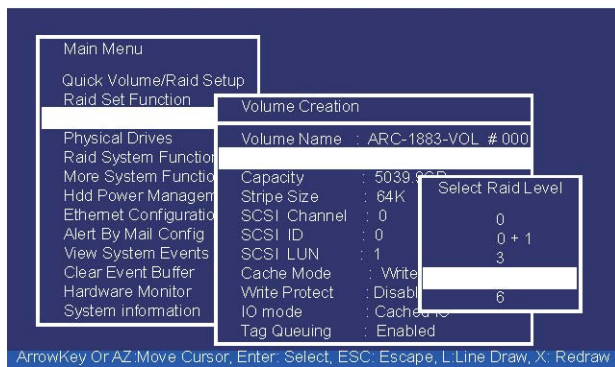 Main Menu
Quick Volume/Raid Setup
Raid Set Function
Physical Drives
Raid System Function
More System Functio
Hdd Power Managem
Ethernet Configuratio
Alert By Mail Config
View System Events
Clear Event Buffer
Hardware Monitor
System information
Volume Creation
Volume Name : ARC-1883-VOL # 000
Capacity : 5039.9GB
Stripe Size : 64K
SCSI Channel : 0
SCSI ID : 0
SCSI LUN : 1
Cache Mode : Write
Write Protect : Disabl
IO mode : Cached IO
Tag Queuing : Enabled
Select Raid Level
0
0 + 1
3
6
ArrowKey Or AZ:Move Cursor, Enter: Select, ESC: Escape, L:Line Draw, X: Redraw